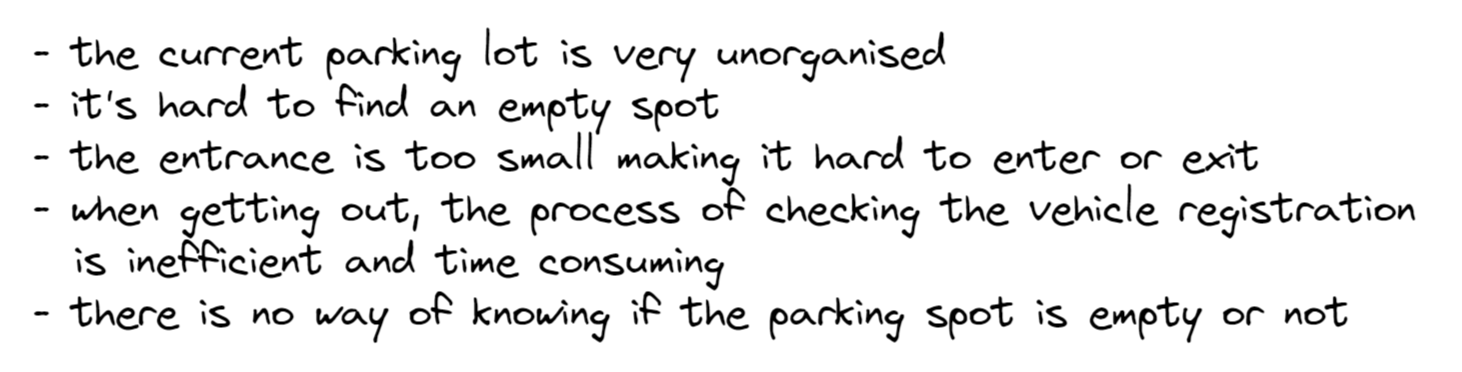 - the current parking lot is very unorganised
- it's hard to find an empty spot
- the entrance is too small making it hard to enter or exit
- when getting out, the process of checking the vehicle registration
is inefficient and time consuming
- there is no way of knowing if the parking spot is empty or not